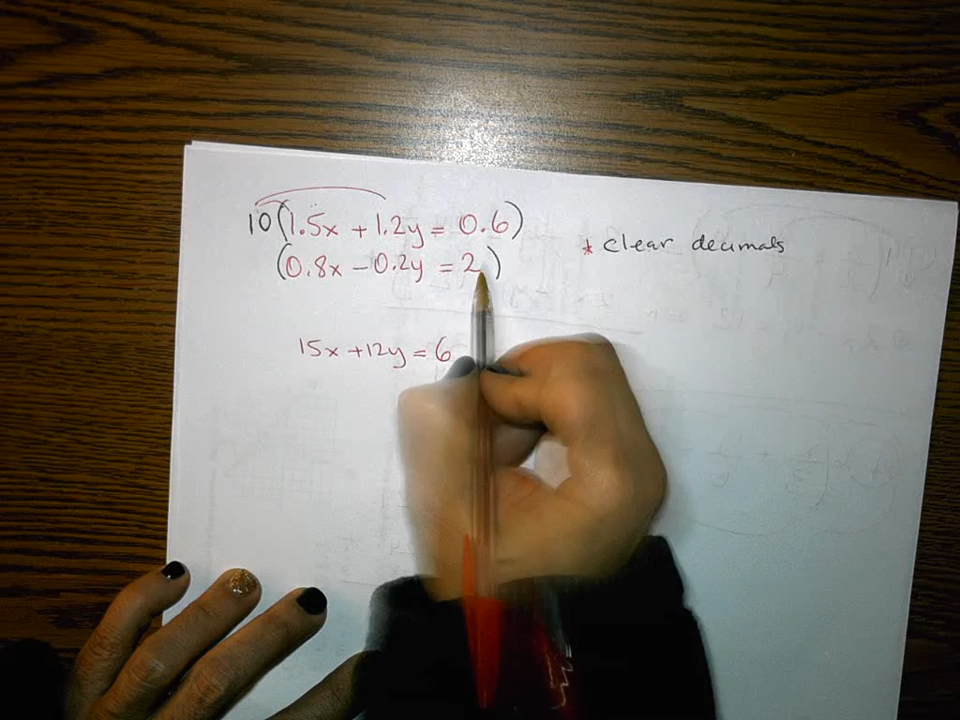 10(1.5x + 1.2y = 0.6)
* clear decimals
(0.8x - 0.2y = 2)
15x + 12y = 6